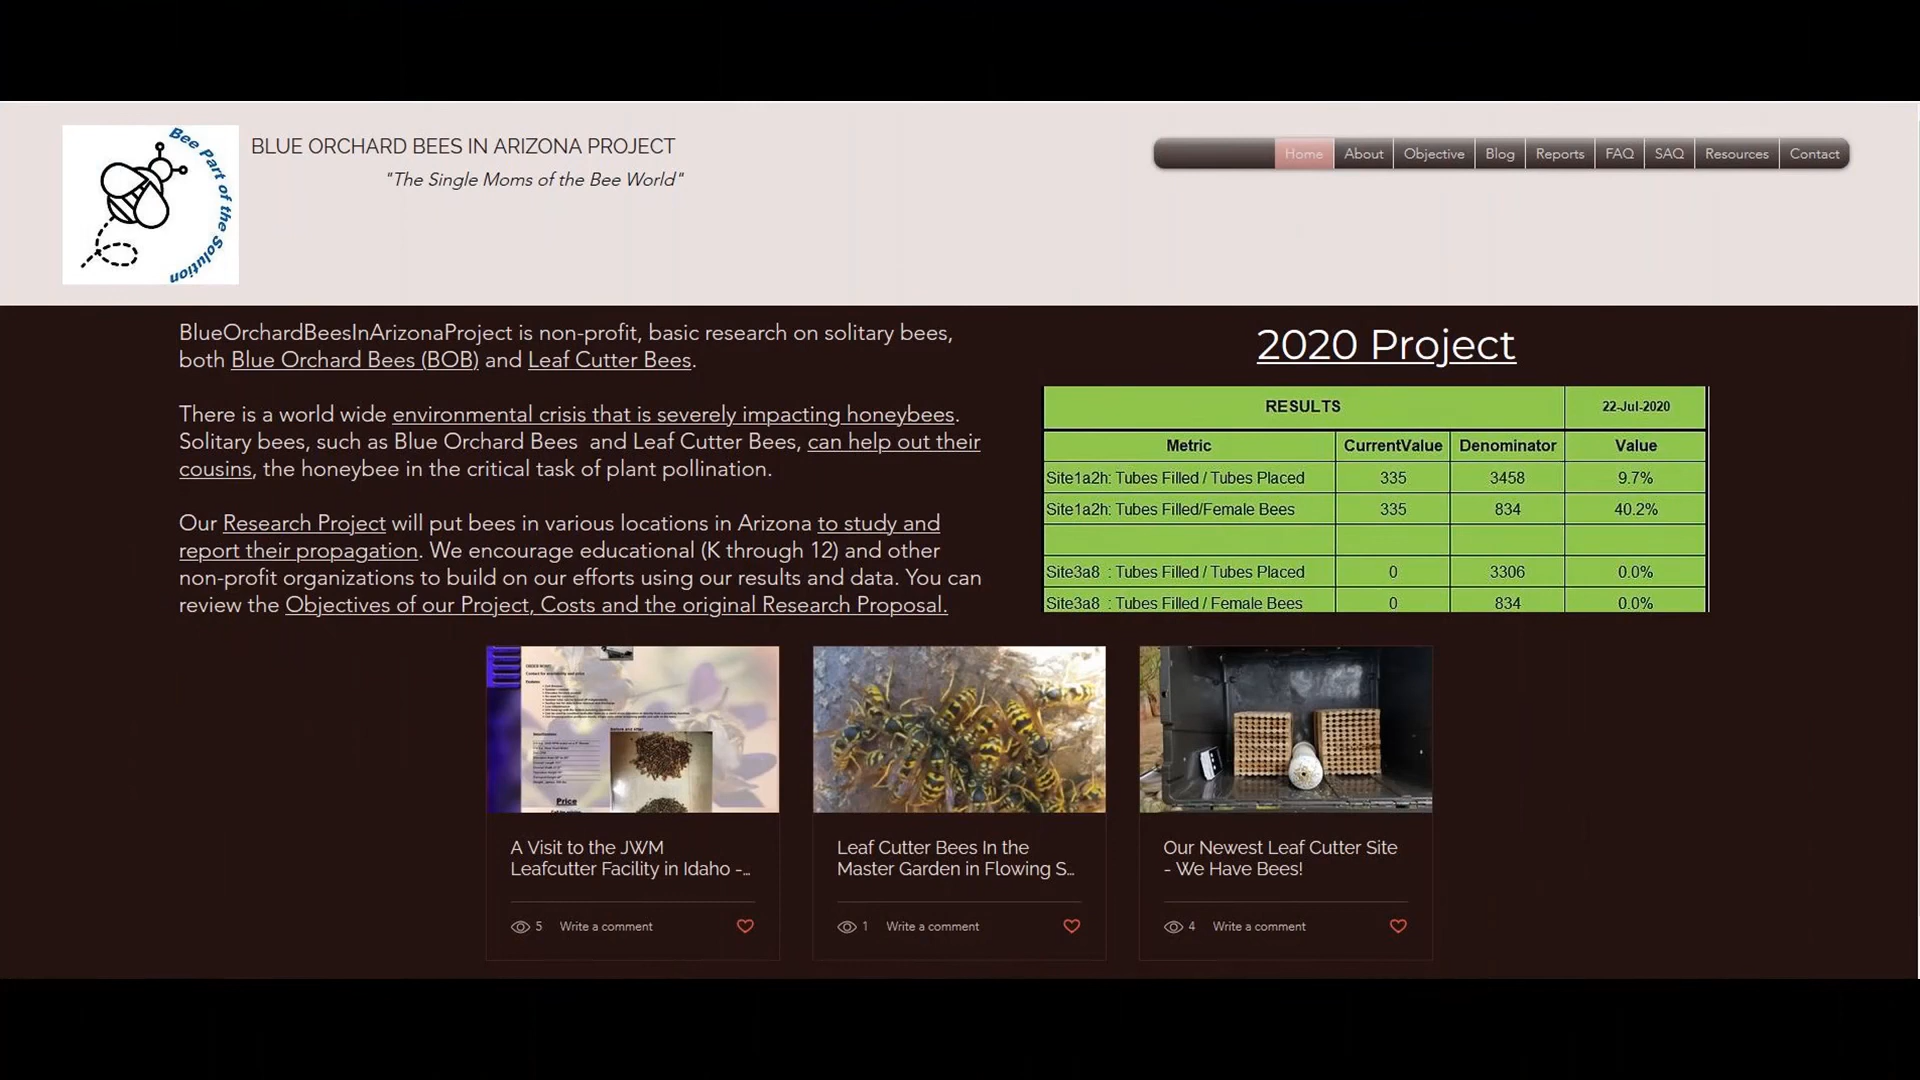 Bee Part of the Solution
BLUE ORCHARD BEES IN ARIZONA PROJECT
"The Single Moms of the Bee World"
Home About Objective Blog Reports FAQ SAQ Resources Contact
BlueOrchardBeesInArizonaProject is non-profit, basic research on solitary bees,
both Blue Orchard Bees (BOB) and Leaf Cutter Bees.
There is a world wide environmental crisis that is severely impacting honeybees.
Solitary bees, such as Blue Orchard Bees and Leaf Cutter Bees, can help out their
cousins, the honeybee in the critical task of plant pollination.
Our Research Project will put bees in various locations in Arizona to study and
report their propagation. We encourage educational (K through 12) and other
non-profit organizations to build on our efforts using our results and data. You can
review the Objectives of our Project, Costs and the original Research Proposal.
2020 Project
RESULTS 22-Jul-2020
Metric CurrentValue Denominator Value
Site1a2h: Tubes Filled / Tubes Placed 335 3458 9.7%
Site1a2h: Tubes Filled/Female Bees 335 834 40.2%
Site3a8 : Tubes Filled / Tubes Placed 0 3306 0.0%
Site3a8 : Tubes Filled / Female Bees 0 834 0.0%
Price
A Visit to the JWM
Leafcutter Facility in Idaho -...
5 Write a comment
Leaf Cutter Bees In the
Master Garden in Flowing S...
1 Write a comment
Our Newest Leaf Cutter Site
- We Have Bees!
4 Write a comment